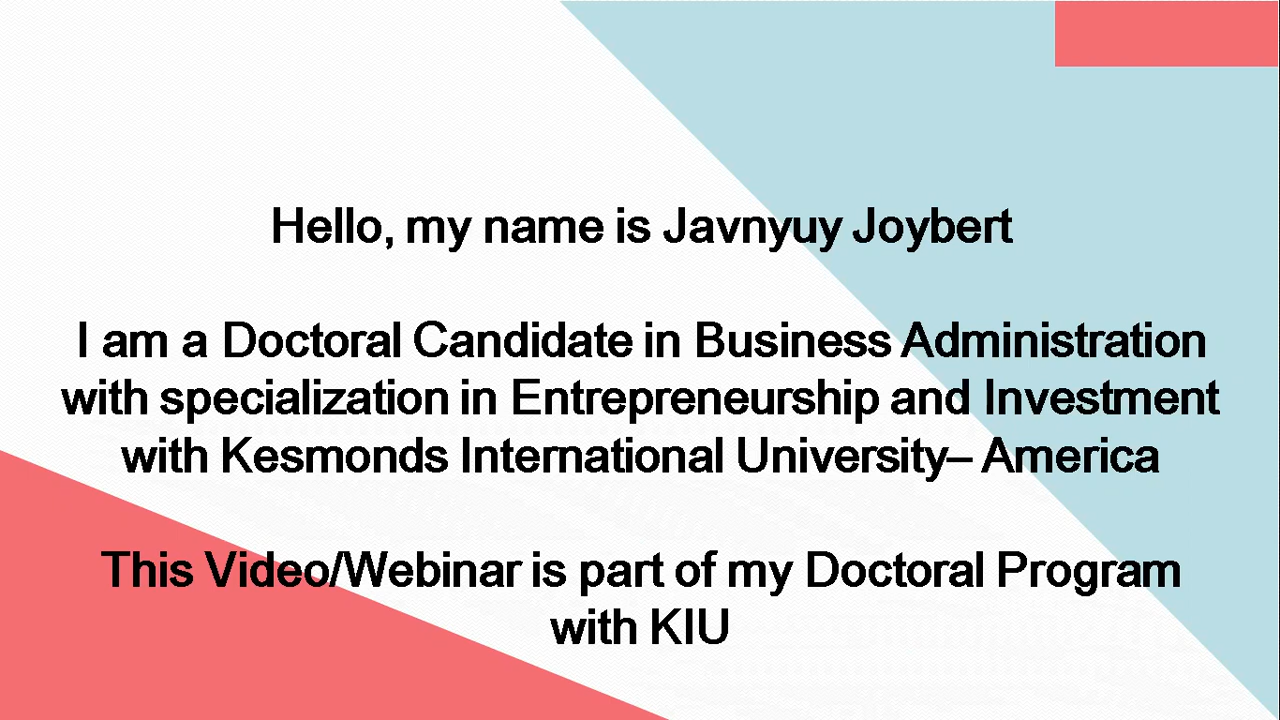 Hello, my name is Javnyuy Joybert
I am a Doctoral Candidate in Business Administration
with specialization in Entrepreneurship and Investment
with Kesmonds International University– America
This Video/Webinar is part of my Doctoral Program
with KIU